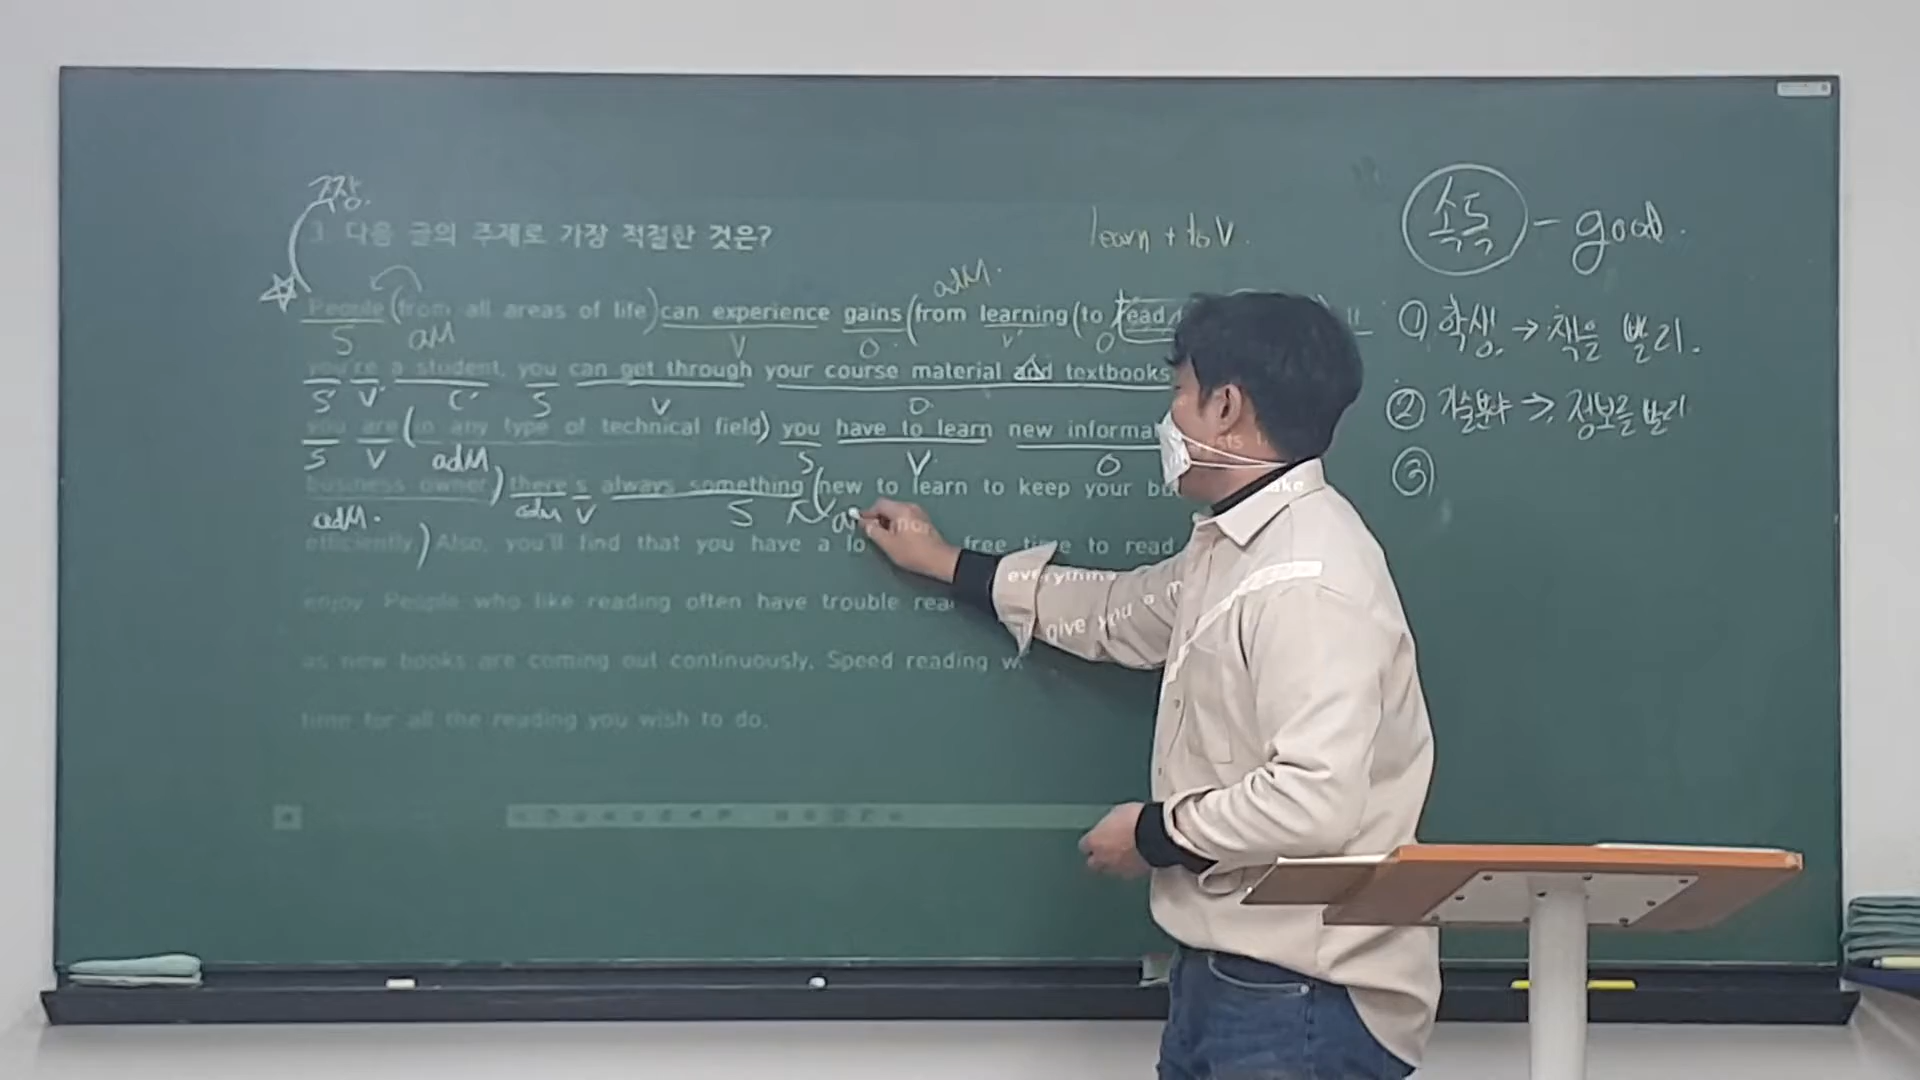 주장.
3. 다음 글의 주제로 가장 적절한 것은?
learn + to V.
adM.
People (from all areas of life) can experience gains (from learning (to read
S aM V O V' O
you're a student, you can get through your course material and textbooks
S' V' C' S V O
you are (in any type of technical field) you have to learn new informa
S V adM S V O
business owner) there's always something (new to learn to keep your bu
adM. adM V S
efficiently) Also, you'll find that you have a lo free time to read
everything
enjoy. People who like reading often have trouble rea
give you a m
as new books are coming out continuously. Speed reading w
time for all the reading you wish to do.
속독 - good.
① 학생. → 책을 빨리.
② 기술분야 → 정보를 빨리
③